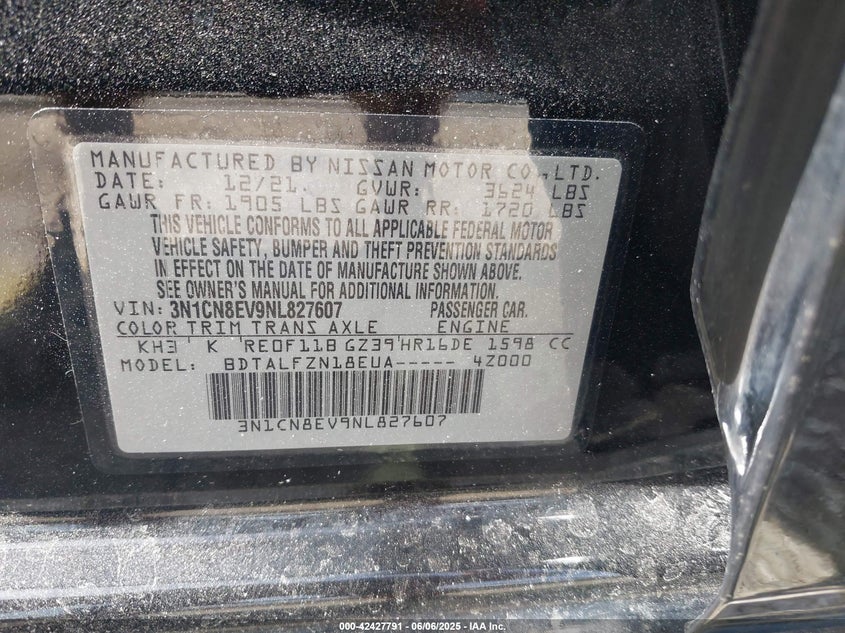 MANUFACTURED BY NISSAN MOTOR CO.,LTD.
DATE: 12/21. GVWR: 3624 LBS
GAWR FR: 1905 LBS GAWR RR: 1720 LBS
THIS VEHICLE CONFORMS TO ALL APPLICABLE FEDERAL MOTOR
VEHICLE SAFETY, BUMPER AND THEFT PREVENTION STANDARDS
IN EFFECT ON THE DATE OF MANUFACTURE SHOWN ABOVE.
SEE OWNER'S MANUAL FOR ADDITIONAL INFORMATION.
VIN: 3N1CN8EV9NL827607 PASSENGER CAR.
COLOR TRIM TRANS AXLE ENGINE
KH3 K RE0F11B GZ39 HR16DE 1598 CC
MODEL: BDTALFZN18EUA----- 4Z000
3N1CN8EV9NL827607
000-42427791 - 06/06/2025 - IAA Inc.